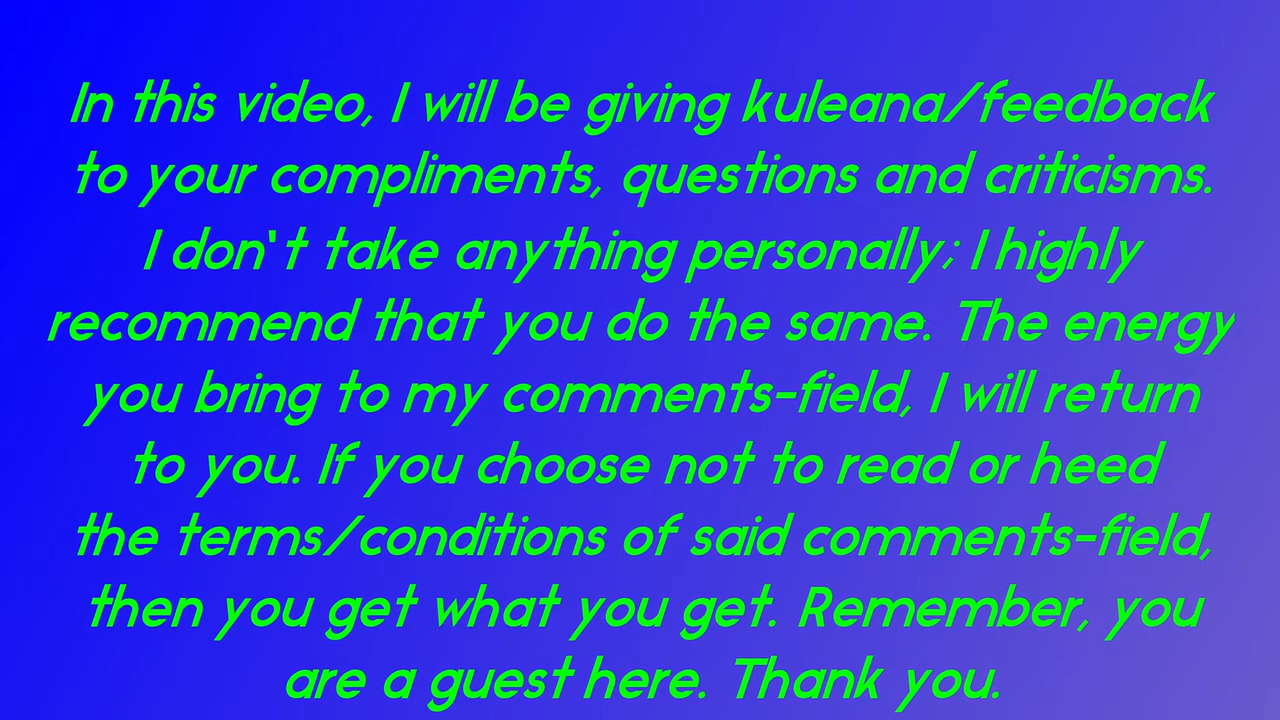 In this video, I will be giving kuleana/feedback
to your compliments, questions and criticisms.
I don't take anything personally; I highly
recommend that you do the same. The energy
you bring to my comments-field, I will return
to you. If you choose not to read or heed
the terms/conditions of said comments-field,
then you get what you get. Remember, you
are a guest here. Thank you.